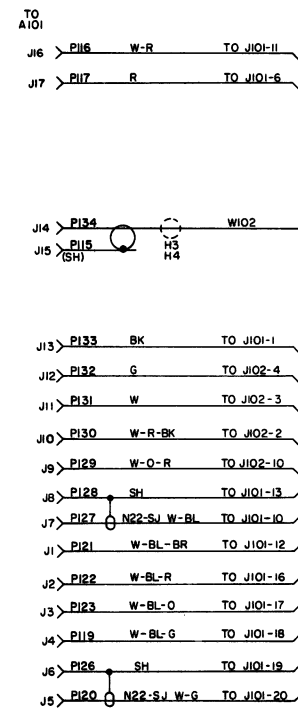 TO
A101
J16 P116 W-R TO J101-11
J17 P117 R TO J101-6
J14 P134 W102
J15 P115
(SH)
H3
H4
J13 P133 BK TO J101-1
J12 P132 G TO J102-4
J11 P131 W TO J102-3
J10 P130 W-R-BK TO J102-2
J9 P129 W-O-R TO J102-10
J8 P128 SH TO J101-13
J7 P127 N22-SJ W-BL TO J101-10
J1 P121 W-BL-BR TO J101-12
J2 P122 W-BL-R TO J101-16
J3 P123 W-BL-O TO J101-17
J4 P119 W-BL-G TO J101-18
J6 P126 SH TO J101-19
J5 P120 N22-SJ W-G TO J101-20